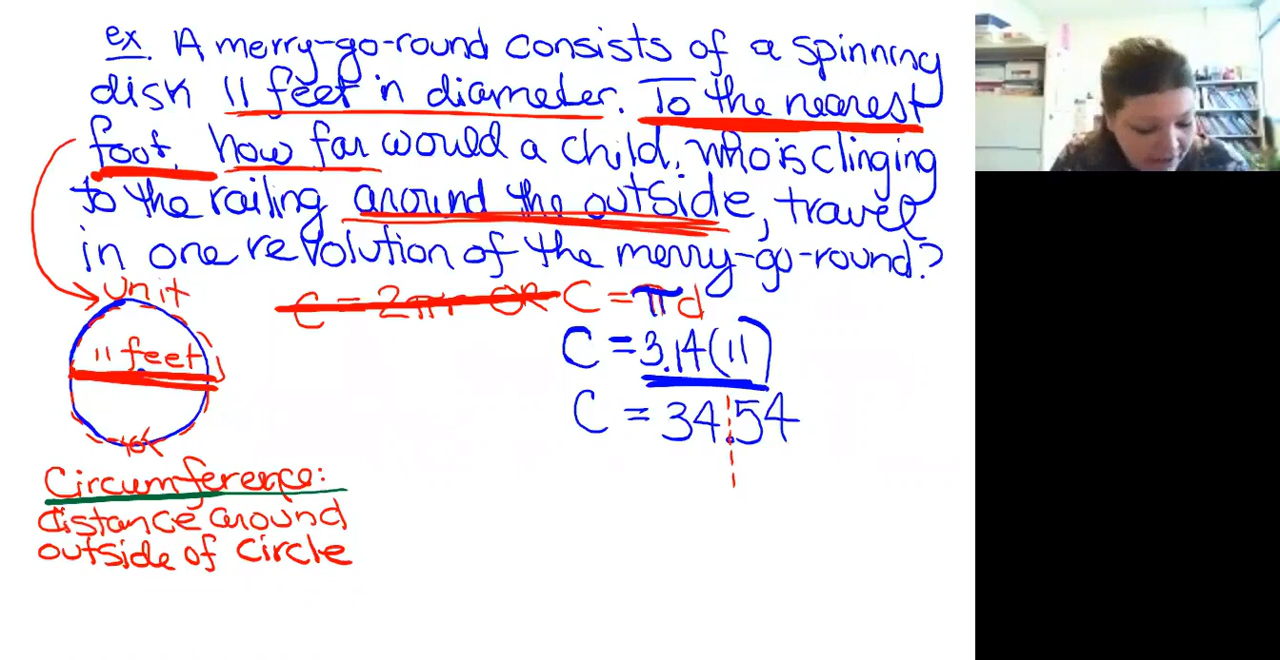 ex. A merry-go-round consists of a spinning
disk 11 feet in diameter. To the nearest
foot, how far would a child, who is clinging
to the railing around the outside, travel
in one revolution of the merry-go-round?
unit
C = 2πr OR C = πd
11 feet
C = 3.14(11)
C = 34.54
Circumference:
distance around
outside of circle